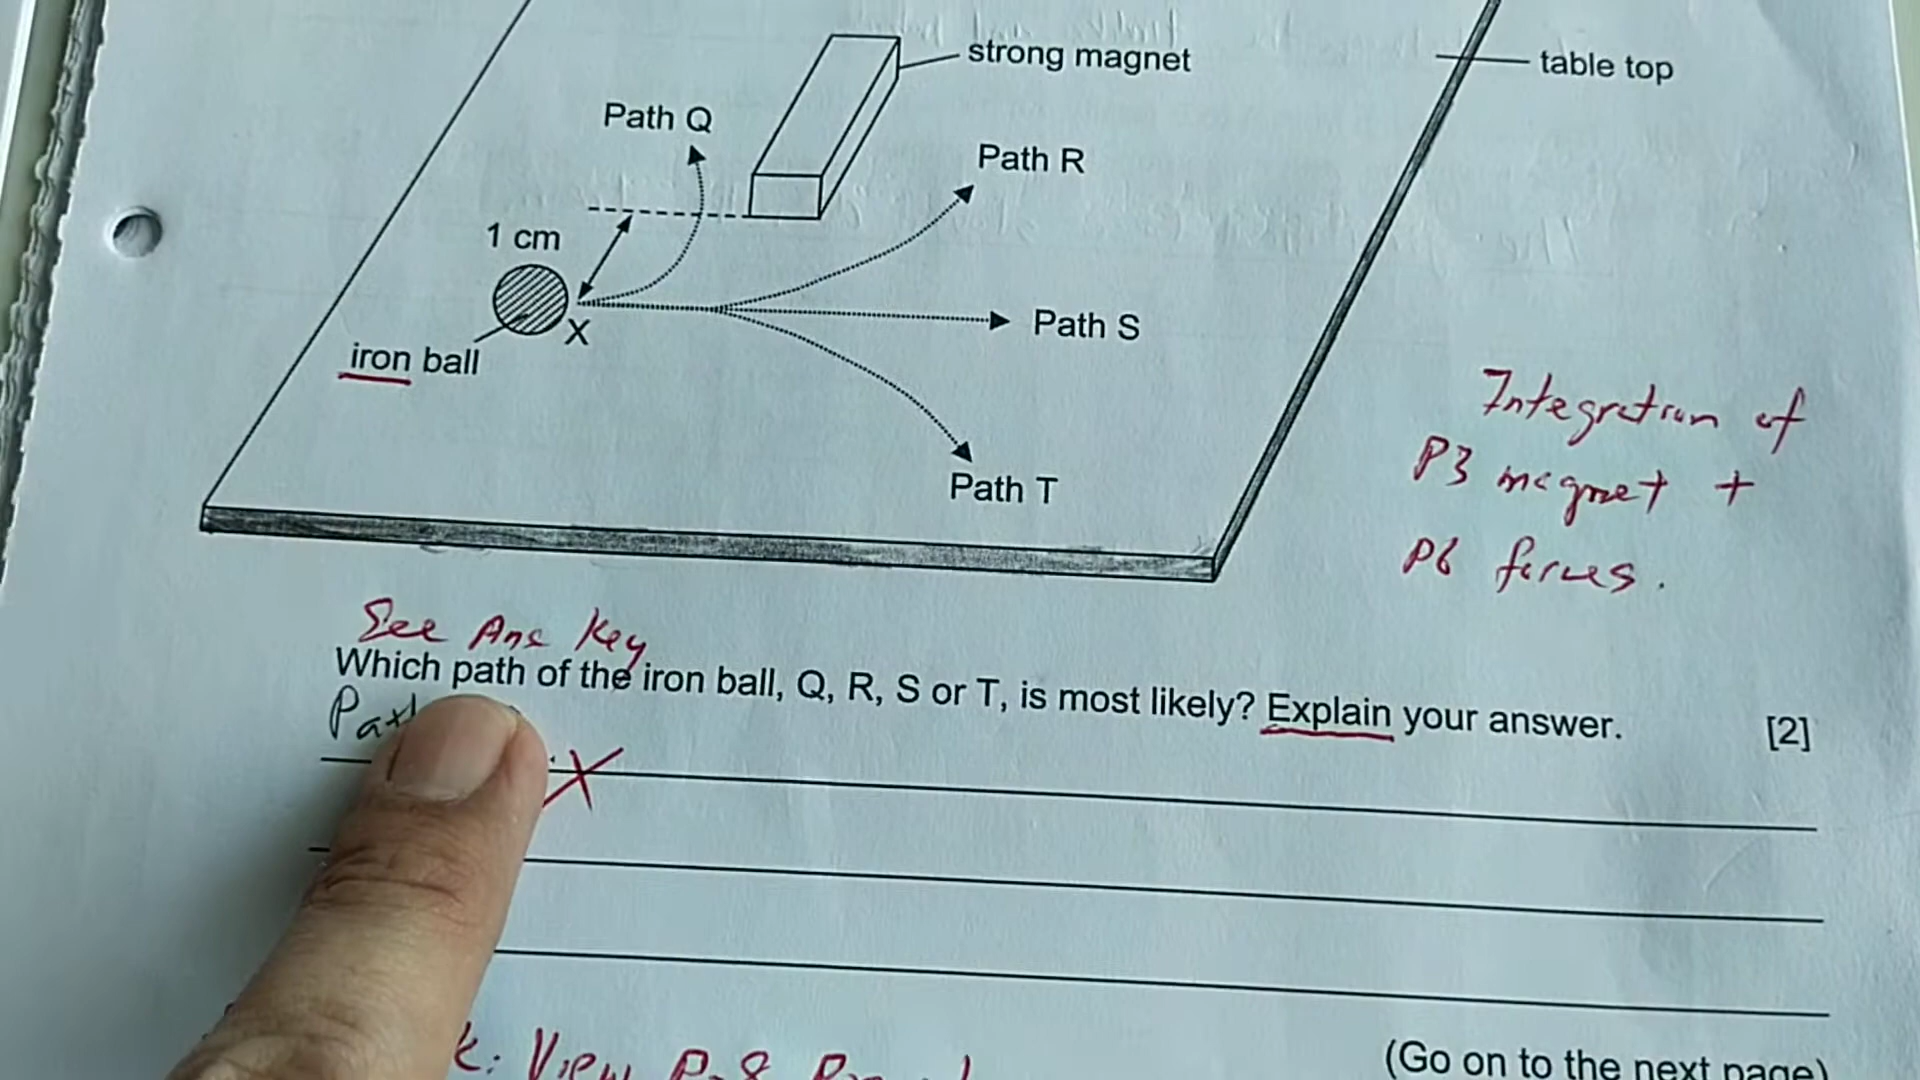 strong magnet
table top
Path Q
Path R
1 cm
X
Path S
iron ball
Path T
Integration of
P3 magnet +
P6 forces.
See Ans Key
Which path of the iron ball, Q, R, S or T, is most likely? Explain your answer. [2]
View
(Go on to the next page)